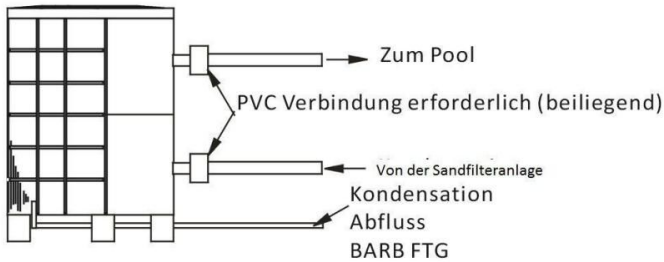 Zum Pool
PVC Verbindung erforderlich (beiliegend)
Von der Sandfilteranlage
Kondensation
Abfluss
BARB FTG